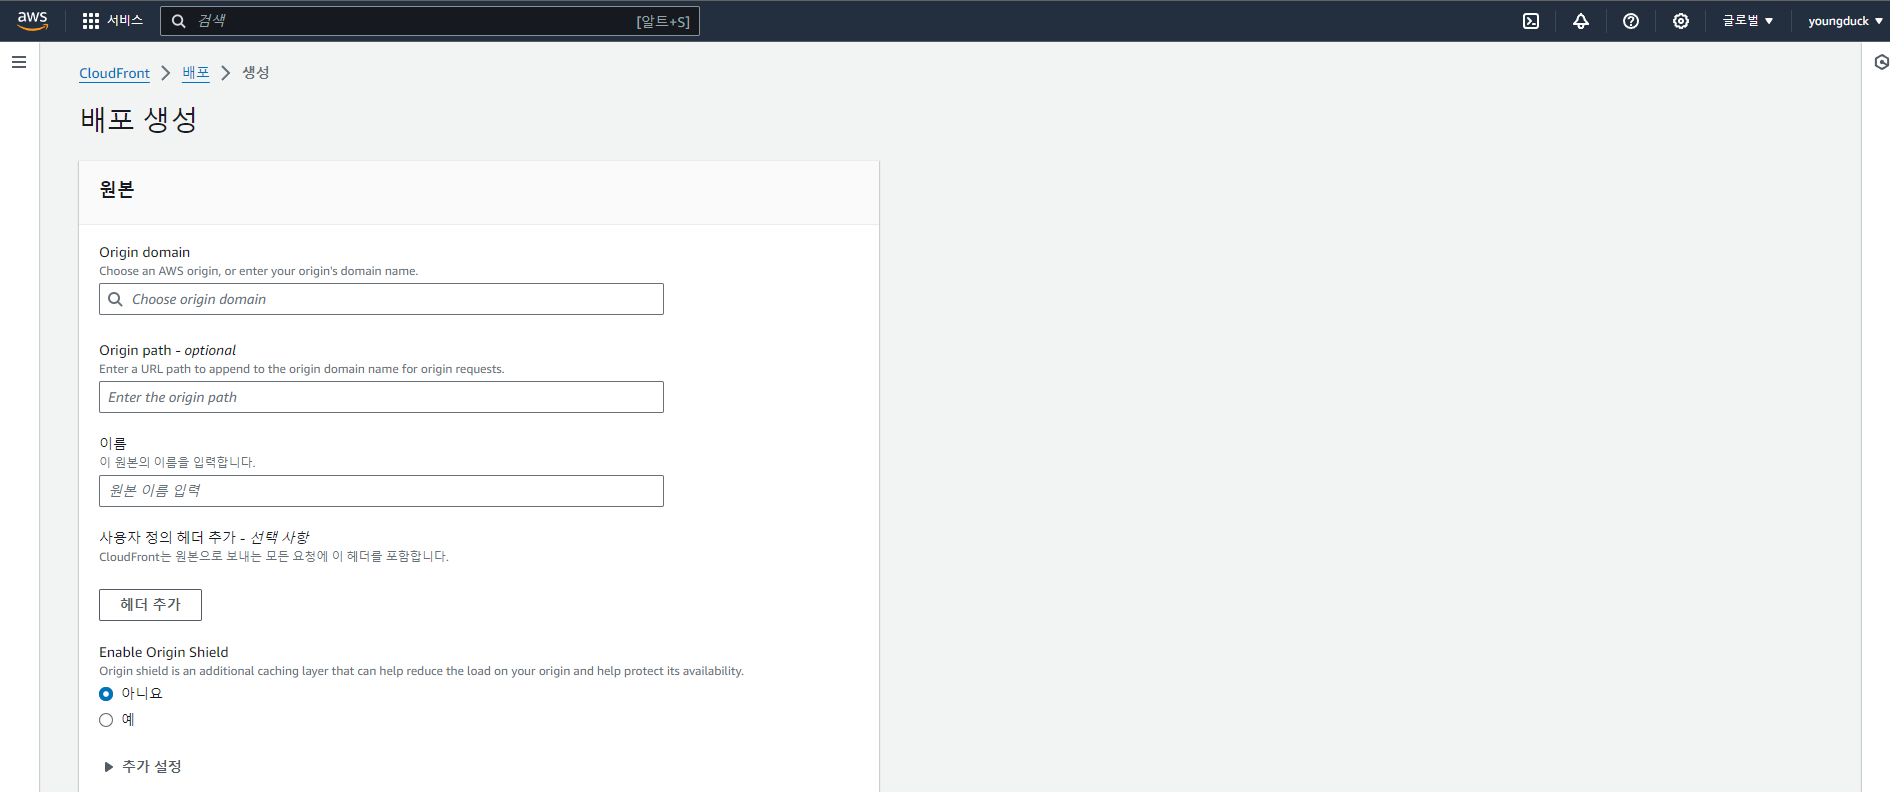 aws 서비스 검색 [알트+S] 글로벌 youngduck
CloudFront 배포 생성
배포 생성
원본
Origin domain
Choose an AWS origin, or enter your origin's domain name.
Choose origin domain
Origin path - optional
Enter a URL path to append to the origin domain name for origin requests.
Enter the origin path
이름
이 원본의 이름을 입력합니다.
원본 이름 입력
사용자 정의 헤더 추가 - 선택 사항
CloudFront는 원본으로 보내는 모든 요청에 이 헤더를 포함합니다.
헤더 추가
Enable Origin Shield
Origin shield is an additional caching layer that can help reduce the load on your origin and help protect its availability.
아니요
예
추가 설정